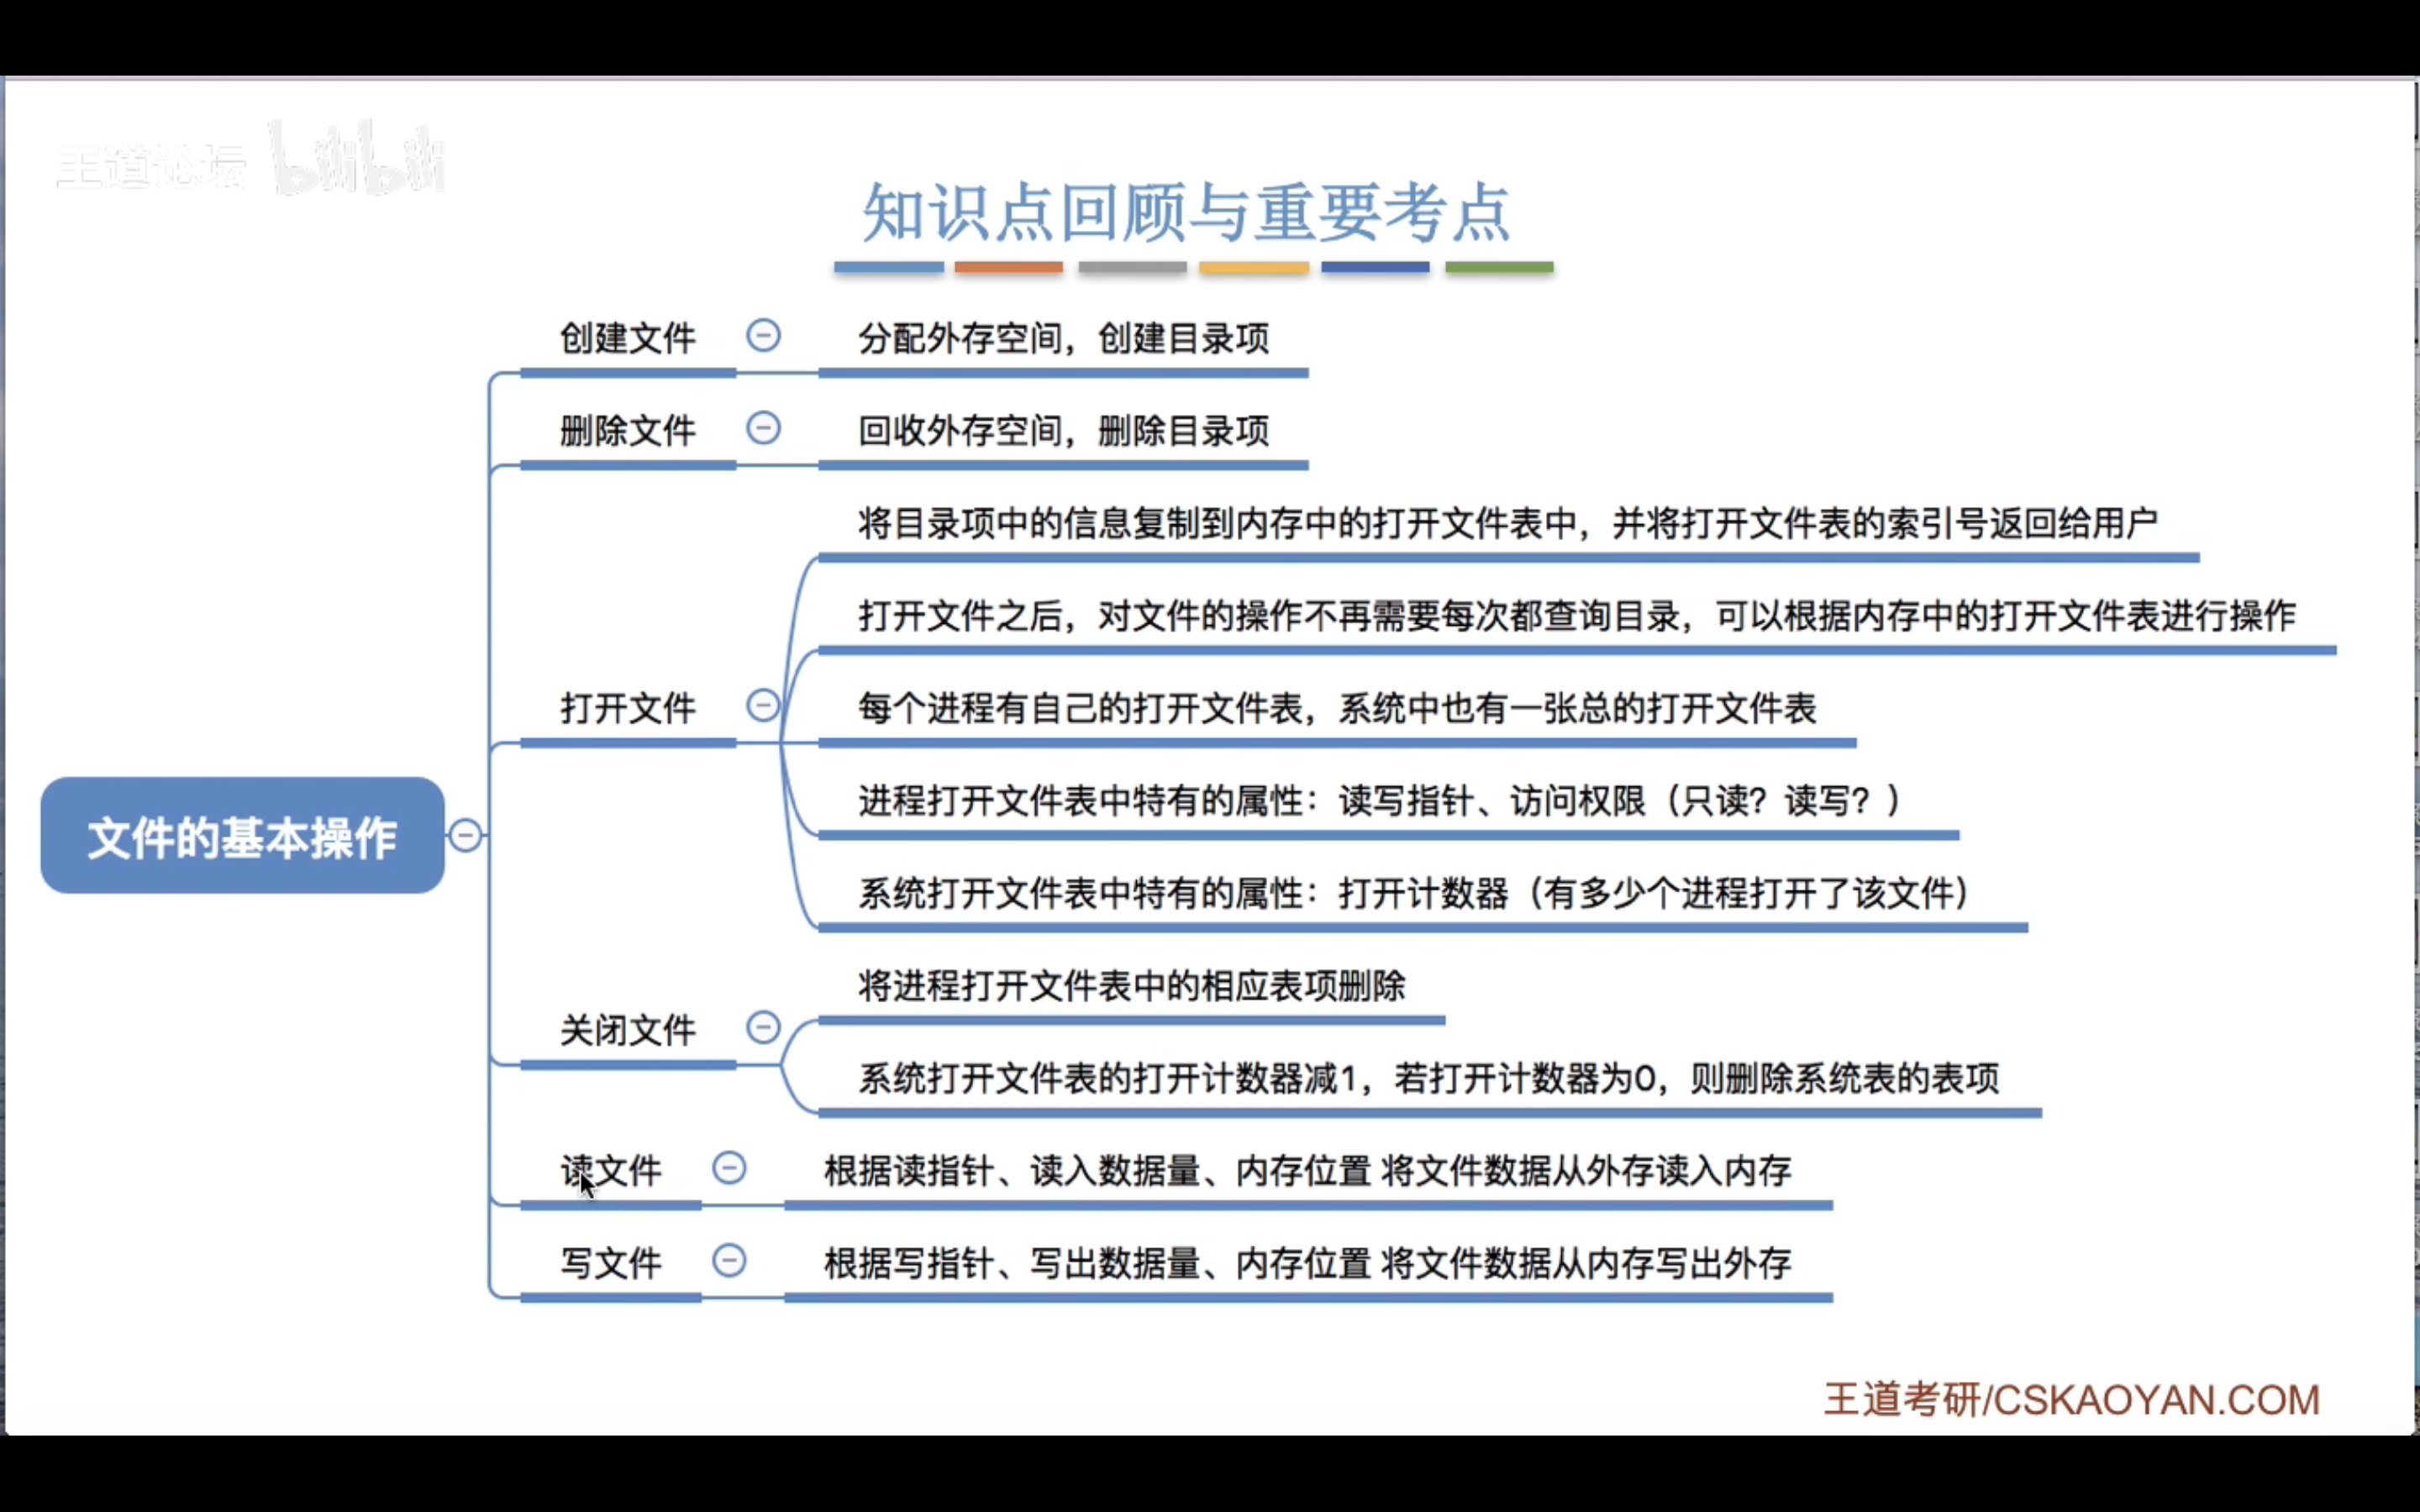 王道论坛 bilibili
知识点回顾与重要考点
创建文件 分配外存空间，创建目录项
删除文件 回收外存空间，删除目录项
将目录项中的信息复制到内存中的打开文件表中，并将打开文件表的索引号返回给用户
打开文件之后，对文件的操作不再需要每次都查询目录，可以根据内存中的打开文件表进行操作
打开文件 每个进程有自己的打开文件表，系统中也有一张总的打开文件表
进程打开文件表中特有的属性：读写指针、访问权限（只读？读写？）
系统打开文件表中特有的属性：打开计数器（有多少个进程打开了该文件）
文件的基本操作
将进程打开文件表中的相应表项删除
关闭文件
系统打开文件表的打开计数器减1，若打开计数器为0，则删除系统表的表项
读文件 根据读指针、读入数据量、内存位置 将文件数据从外存读入内存
写文件 根据写指针、写出数据量、内存位置 将文件数据从内存写出外存
王道考研/CSKAOYAN.COM